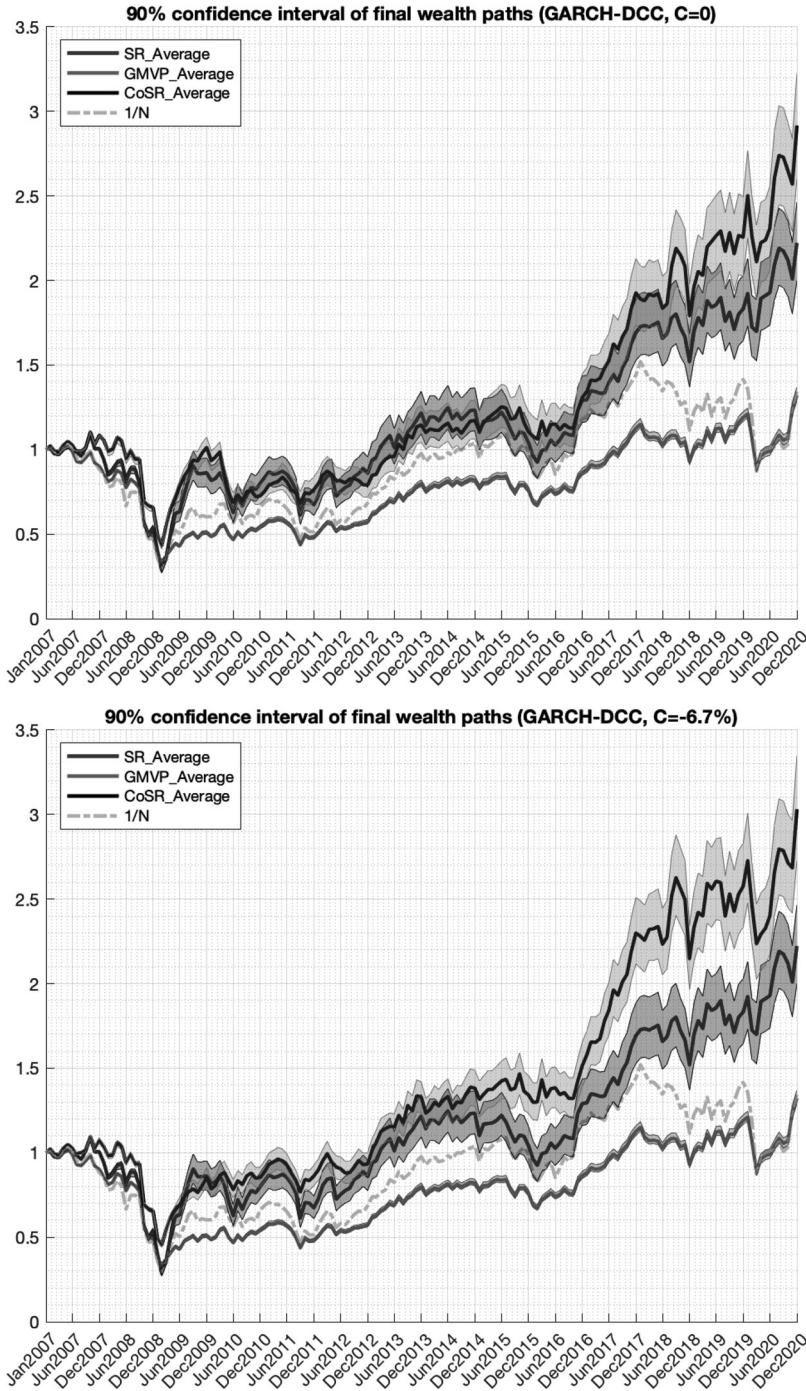 90% confidence interval of final wealth paths (GARCH-DCC, C=0)
3.5
SR_Average
GMVP_Average
CoSR_Average
1/N
3
2.5
2
1.5
1
0.5
0
Jan2007
Jun2007
Dec2007
Jun2008
Dec2008
Jun2009
Dec2009
Jun2010
Dec2010
Jun2011
Dec2011
Jun2012
Dec2012
Jun2013
Dec2013
Jun2014
Dec2014
Jun2015
Dec2015
Jun2016
Dec2016
Jun2017
Dec2017
Jun2018
Dec2018
Jun2019
Dec2019
Jun2020
Dec2020
90% confidence interval of final wealth paths (GARCH-DCC, C=-6.7%)
3.5
SR_Average
GMVP_Average
CoSR_Average
1/N
3
2.5
2
1.5
1
0.5
0
Jan2007
Jun2007
Dec2007
Jun2008
Dec2008
Jun2009
Dec2009
Jun2010
Dec2010
Jun2011
Dec2011
Jun2012
Dec2012
Jun2013
Dec2013
Jun2014
Dec2014
Jun2015
Dec2015
Jun2016
Dec2016
Jun2017
Dec2017
Jun2018
Dec2018
Jun2019
Dec2019
Jun2020
Dec2020